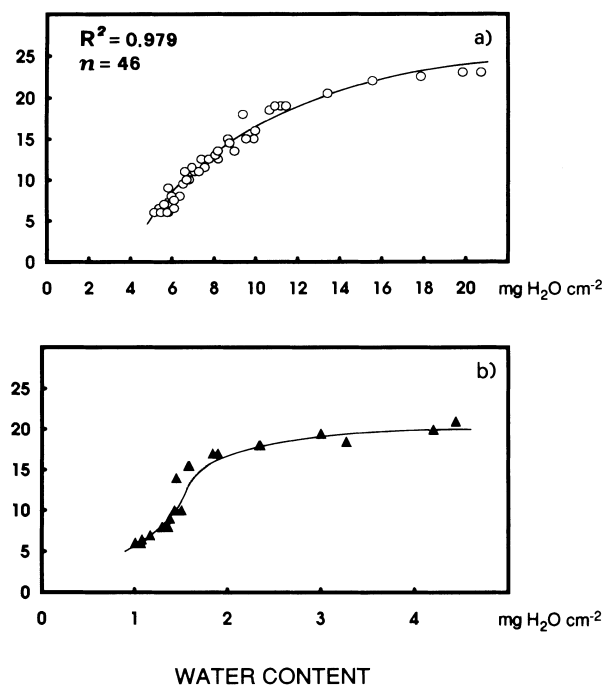 R² = 0.979
n = 46
a)
25
20
15
10
5
0
0 2 4 6 8 10 12 14 16 18 20 mg H₂O cm⁻²
b)
25
20
15
10
5
0
0 1 2 3 4 mg H₂O cm⁻²
WATER CONTENT